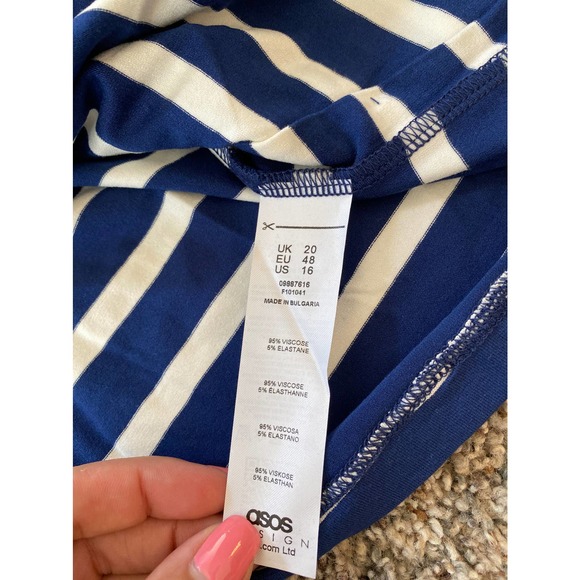 UK 20
EU 48
US 16
09887616
F101041
MADE IN BULGARIA
95% VISCOSE
5% ELASTANE
95% VISCOSE
5% ELASTHANNE
95% VISCOSA
5% ELASTANO
95% VISKOSE
5% ELASTHAN
asos
.com Ltd